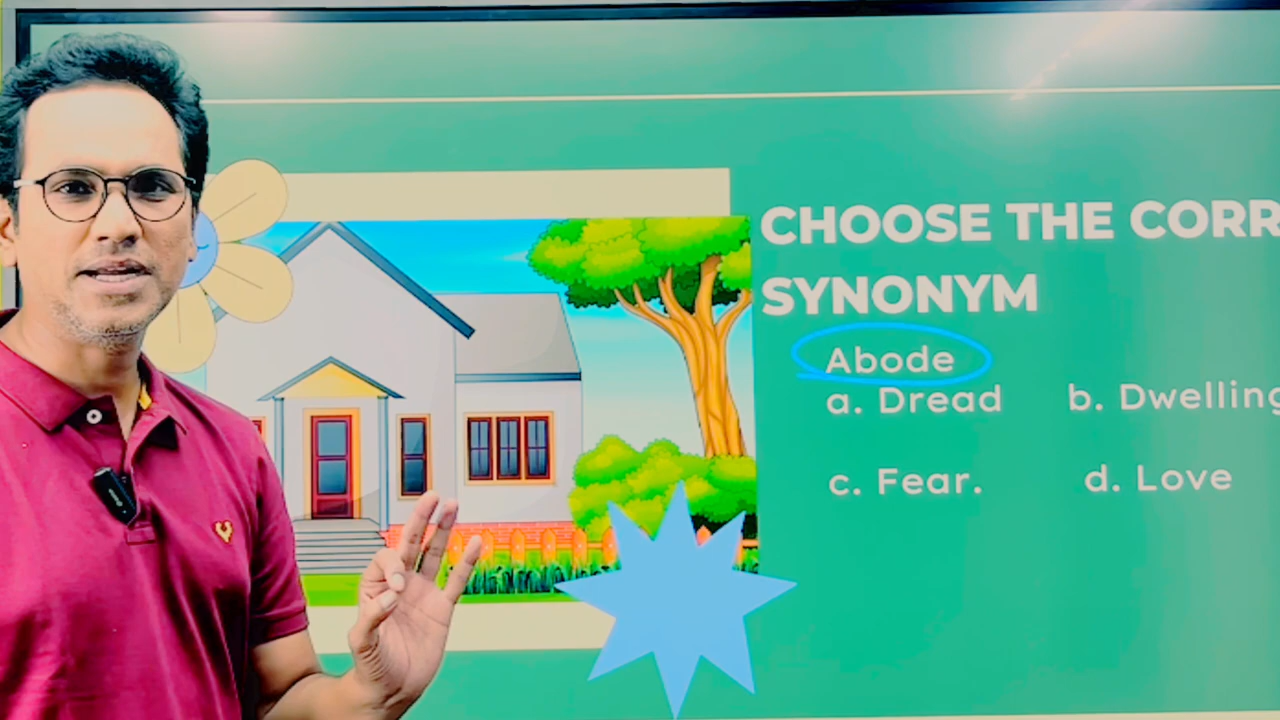 CHOOSE THE CORR
SYNONYM
Abode
a. Dread b. Dwelling
c. Fear. d. Love